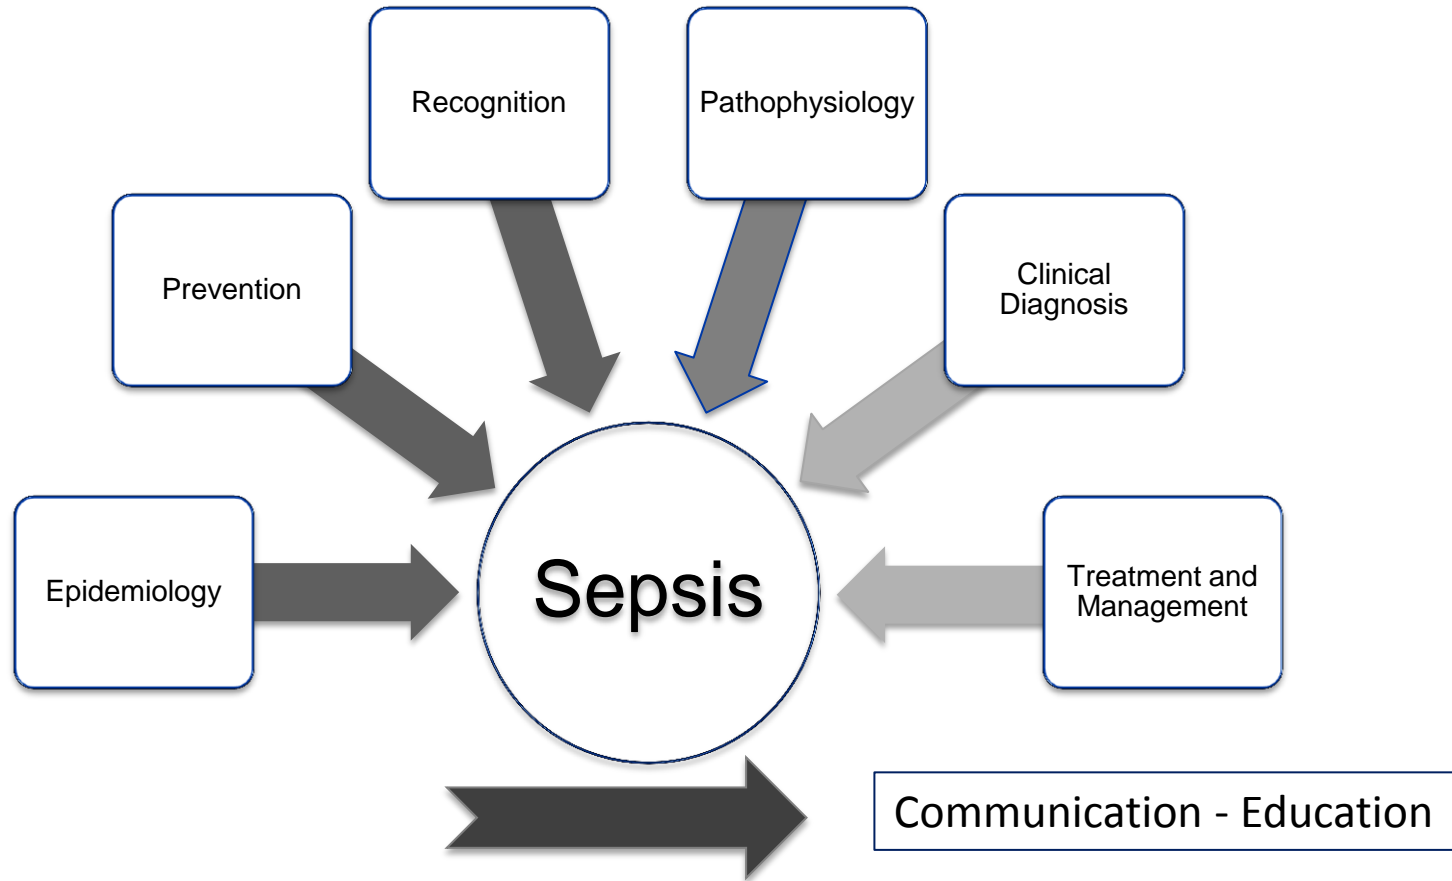 Recognition
Pathophysiology
Prevention
Clinical
Diagnosis
Epidemiology
Sepsis
Treatment and
Management
Communication - Education